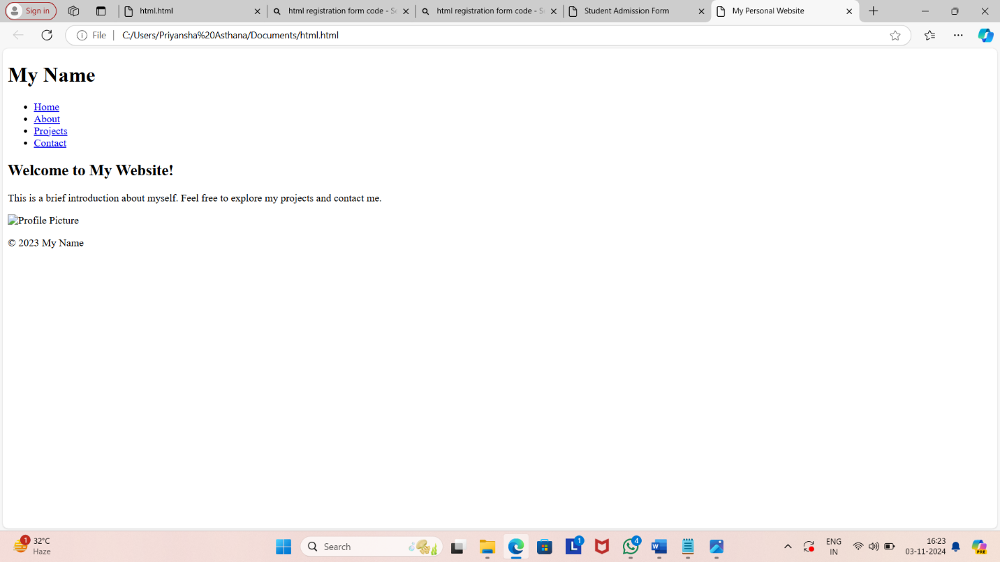 Sign in
html.html
html registration form code - Se
html registration form code - Se
Student Admission Form
My Personal Website
File
C:/Users/Priyansha%20Asthana/Documents/html.html
My Name
Home
About
Projects
Contact
Welcome to My Website!
This is a brief introduction about myself. Feel free to explore my projects and contact me.
Profile Picture
© 2023 My Name
1
32°C
Haze
Search
L
1
4
W
PRE
ENG
IN
16:23
03-11-2024